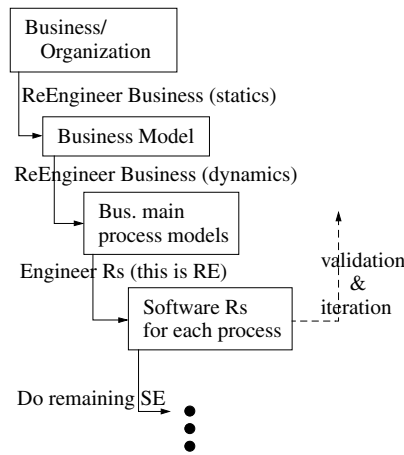 Business/
Organization
ReEngineer Business (statics)
Business Model
ReEngineer Business (dynamics)
Bus. main
process models
Engineer Rs (this is RE)
validation
&
iteration
Software Rs
for each process
Do remaining SE